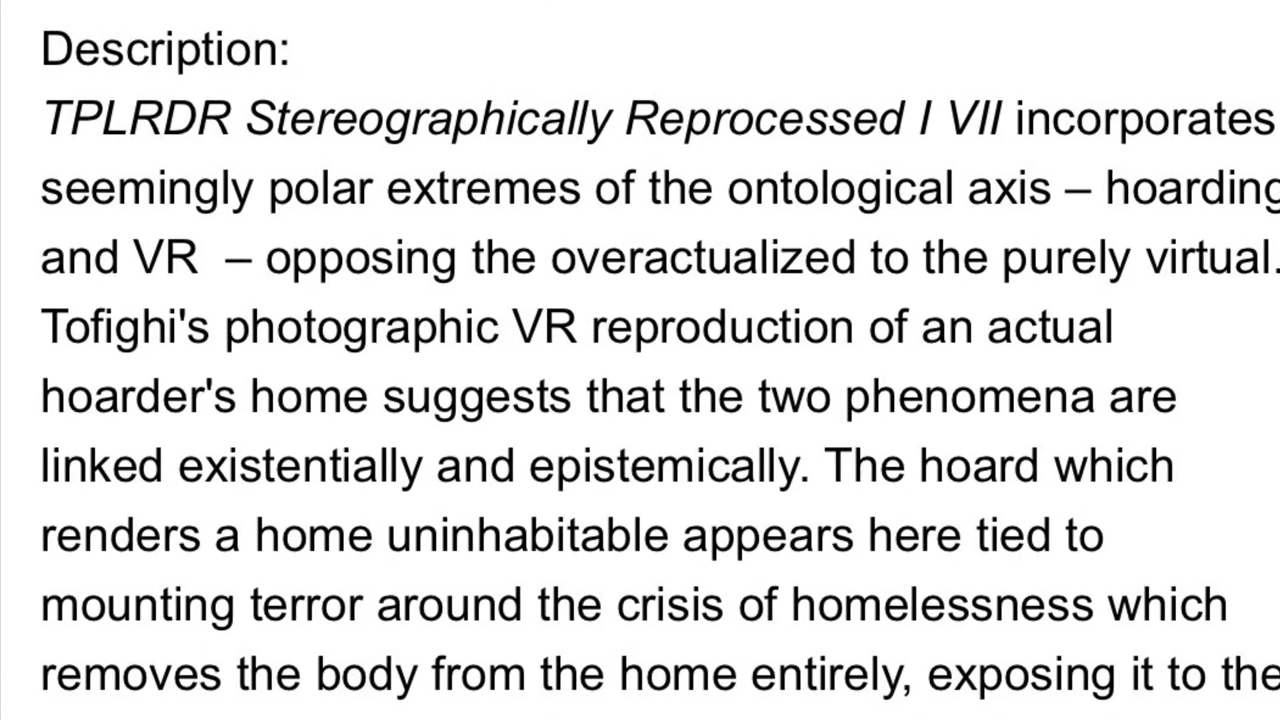 Description:
TPLRDR Stereographically Reprocessed I VII incorporates
seemingly polar extremes of the ontological axis – hoarding
and VR  – opposing the overactualized to the purely virtual.
Tofighi's photographic VR reproduction of an actual
hoarder's home suggests that the two phenomena are
linked existentially and epistemically. The hoard which
renders a home uninhabitable appears here tied to
mounting terror around the crisis of homelessness which
removes the body from the home entirely, exposing it to the